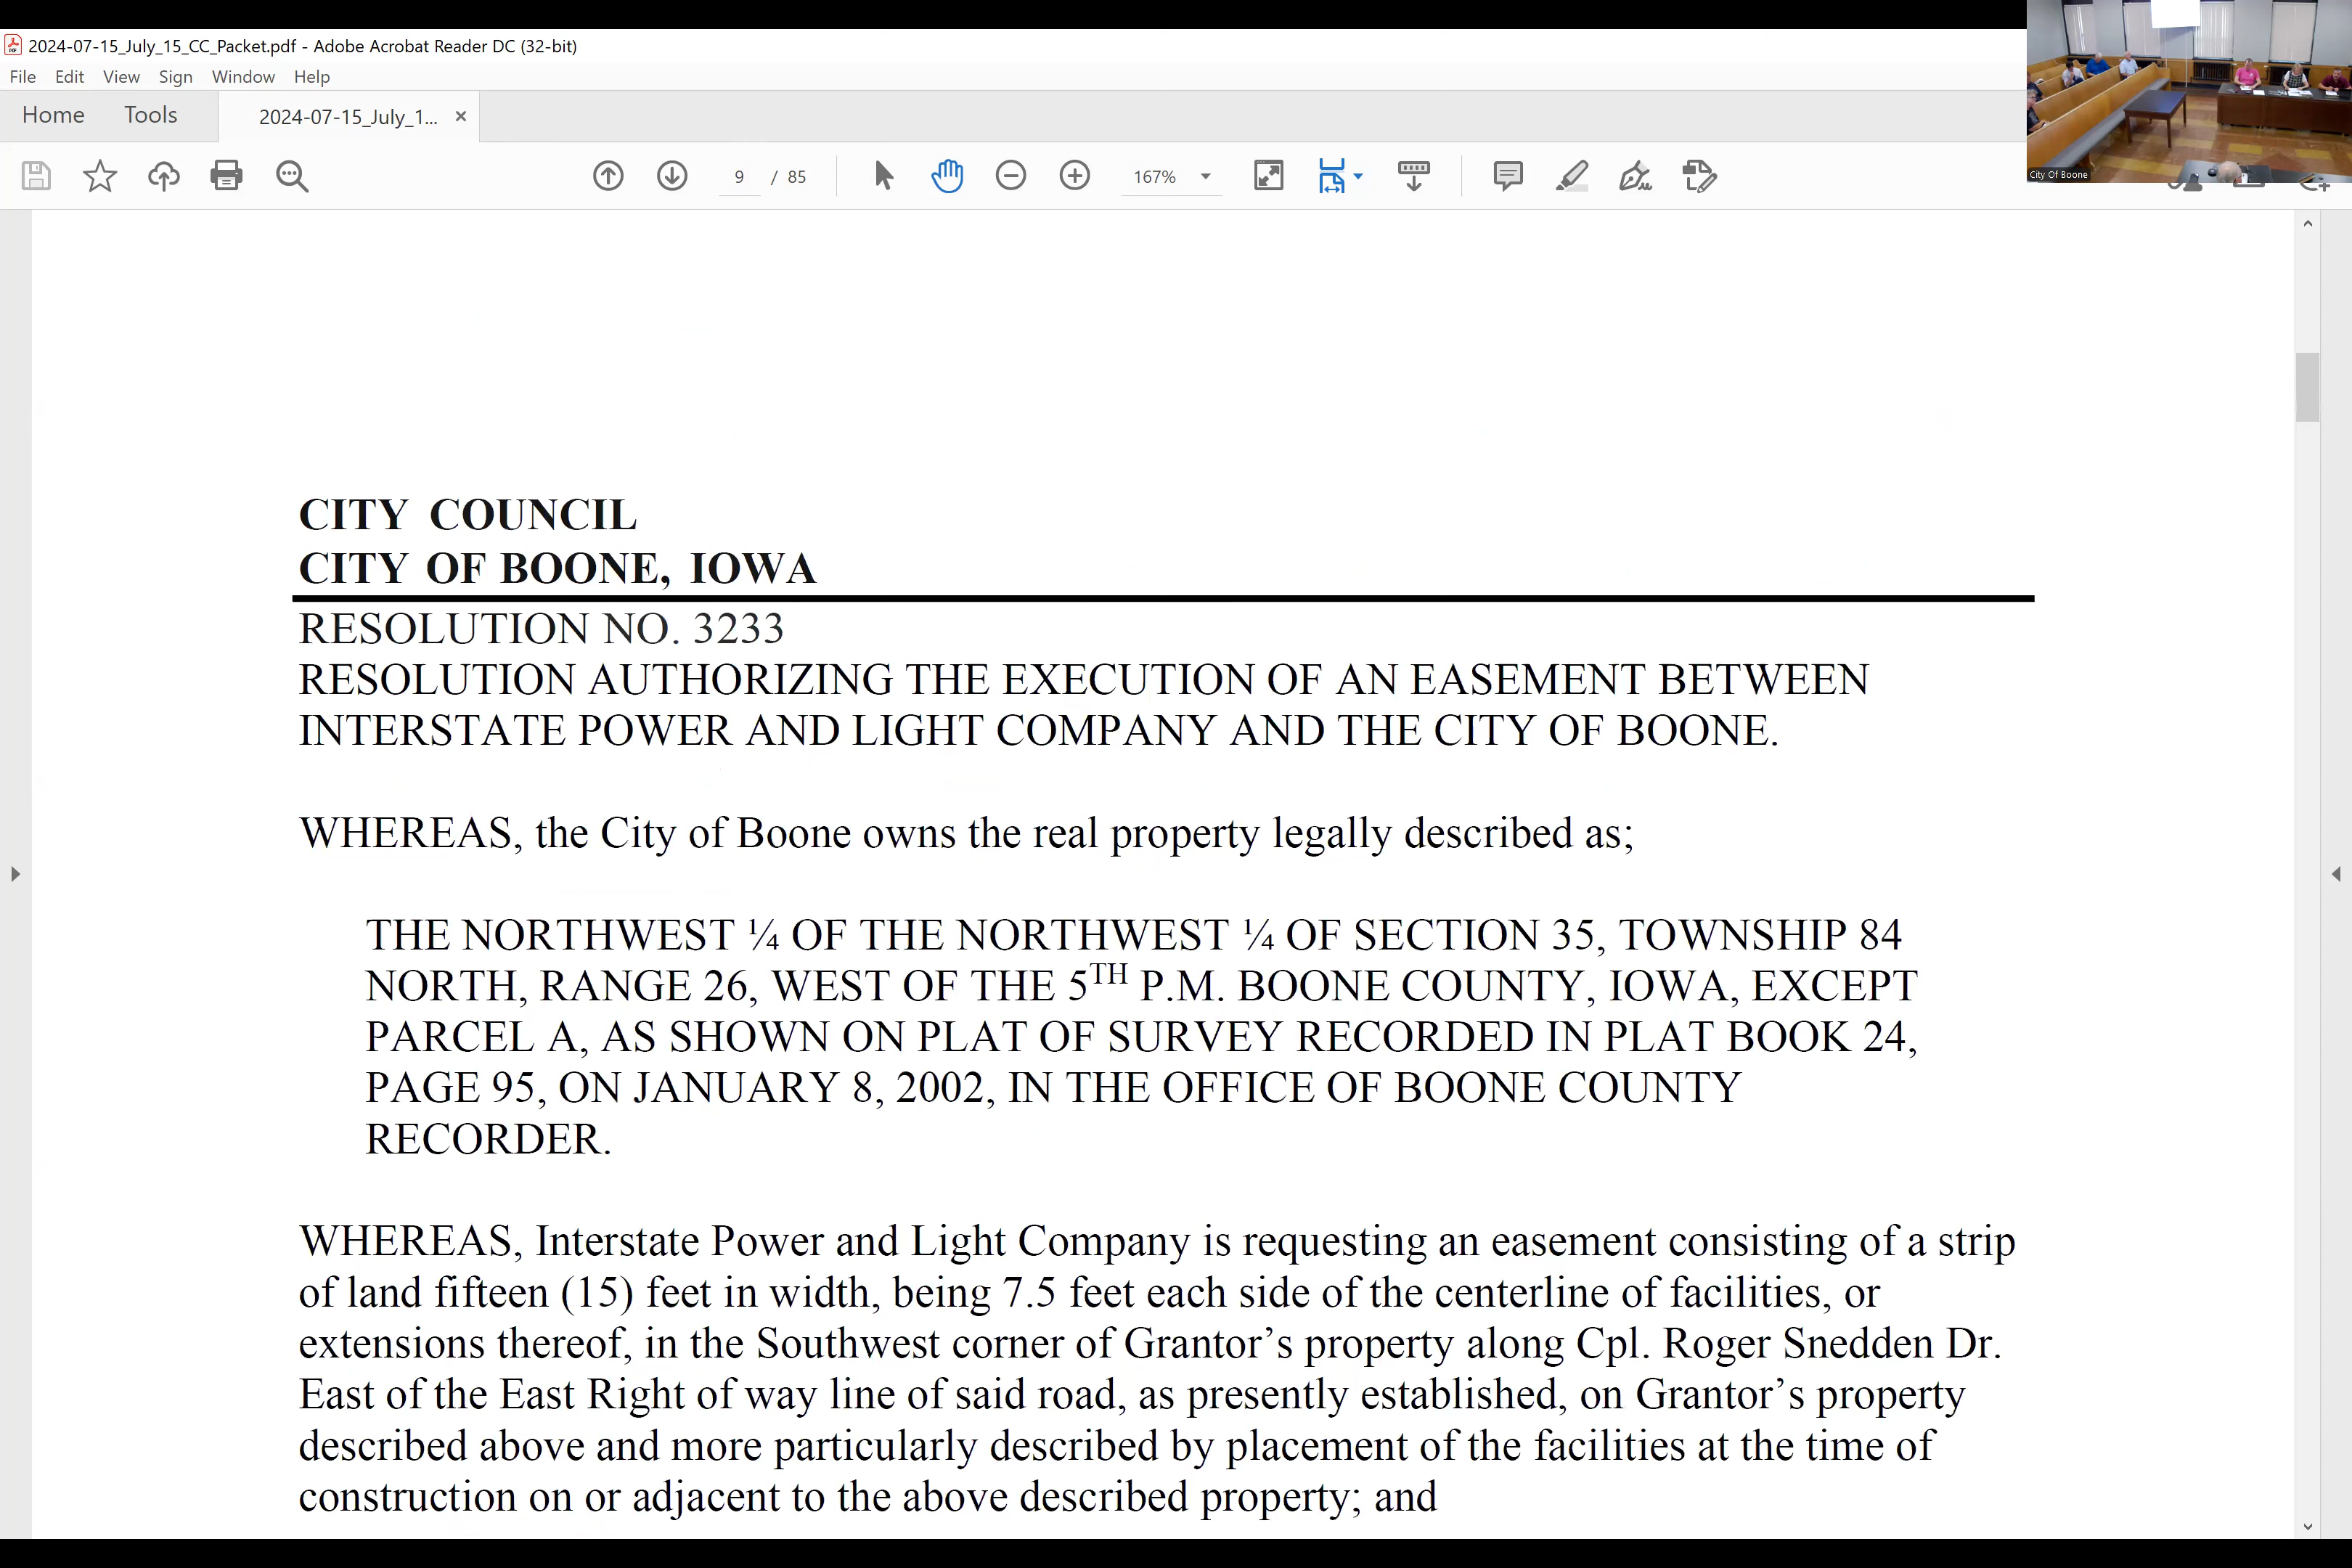 2024-07-15_July_15_CC_Packet.pdf - Adobe Acrobat Reader DC (32-bit)
File Edit View Sign Window Help
Home Tools 2024-07-15_July_1... ×
9 / 85 167%
City Of Boone
CITY COUNCIL
CITY OF BOONE, IOWA
RESOLUTION NO. 3233
RESOLUTION AUTHORIZING THE EXECUTION OF AN EASEMENT BETWEEN
INTERSTATE POWER AND LIGHT COMPANY AND THE CITY OF BOONE.
WHEREAS, the City of Boone owns the real property legally described as;
THE NORTHWEST ¼ OF THE NORTHWEST ¼ OF SECTION 35, TOWNSHIP 84
NORTH, RANGE 26, WEST OF THE 5TH P.M. BOONE COUNTY, IOWA, EXCEPT
PARCEL A, AS SHOWN ON PLAT OF SURVEY RECORDED IN PLAT BOOK 24,
PAGE 95, ON JANUARY 8, 2002, IN THE OFFICE OF BOONE COUNTY
RECORDER.
WHEREAS, Interstate Power and Light Company is requesting an easement consisting of a strip
of land fifteen (15) feet in width, being 7.5 feet each side of the centerline of facilities, or
extensions thereof, in the Southwest corner of Grantor’s property along Cpl. Roger Snedden Dr.
East of the East Right of way line of said road, as presently established, on Grantor’s property
described above and more particularly described by placement of the facilities at the time of
construction on or adjacent to the above described property; and